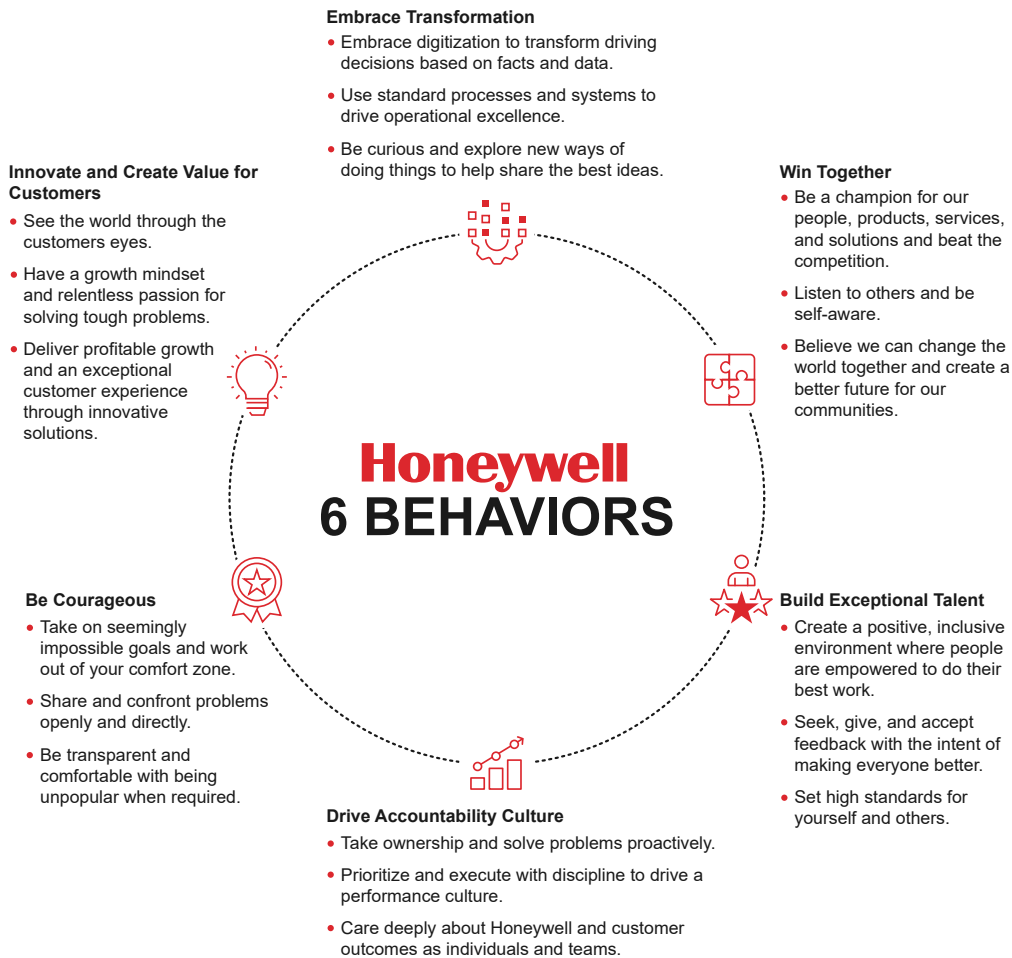 Embrace Transformation
• Embrace digitization to transform driving
decisions based on facts and data.
• Use standard processes and systems to
drive operational excellence.
• Be curious and explore new ways of
doing things to help share the best ideas.
Innovate and Create Value for
Customers
• See the world through the
customers eyes.
• Have a growth mindset
and relentless passion for
solving tough problems.
• Deliver profitable growth
and an exceptional
customer experience
through innovative
solutions.
Win Together
• Be a champion for our
people, products, services,
and solutions and beat the
competition.
• Listen to others and be
self-aware.
• Believe we can change the
world together and create a
better future for our
communities.
Honeywell
6 BEHAVIORS
Be Courageous
• Take on seemingly
impossible goals and work
out of your comfort zone.
• Share and confront problems
openly and directly.
• Be transparent and
comfortable with being
unpopular when required.
Build Exceptional Talent
• Create a positive, inclusive
environment where people
are empowered to do their
best work.
• Seek, give, and accept
feedback with the intent of
making everyone better.
• Set high standards for
yourself and others.
Drive Accountability Culture
• Take ownership and solve problems proactively.
• Prioritize and execute with discipline to drive a
performance culture.
• Care deeply about Honeywell and customer
outcomes as individuals and teams.